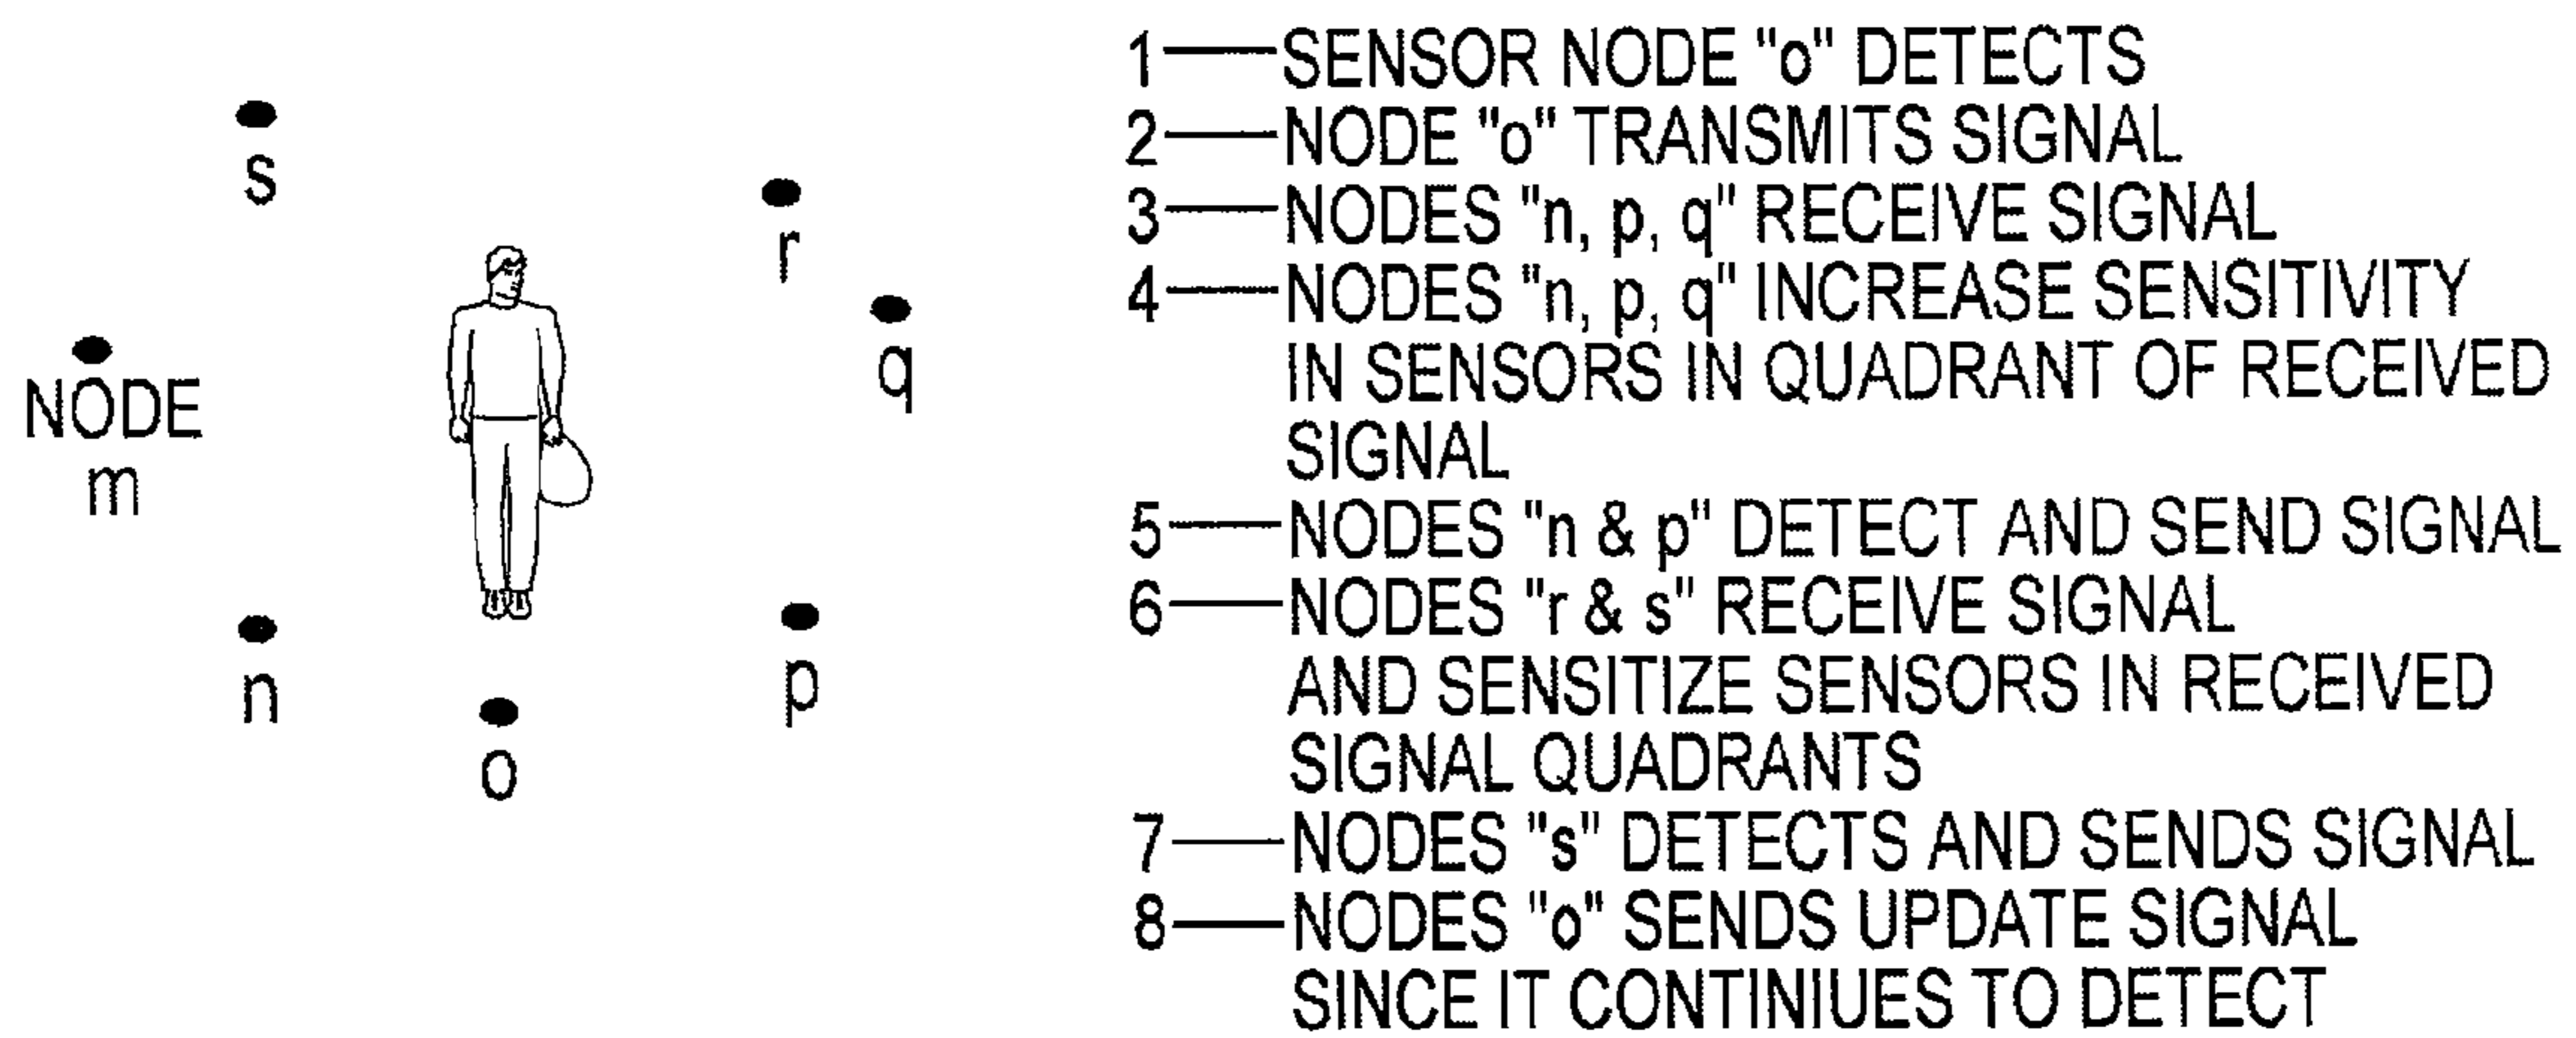 s
r
q
NODE
m
n
p
o
1 SENSOR NODE "o" DETECTS
2 NODE "o" TRANSMITS SIGNAL
3 NODES "n, p, q" RECEIVE SIGNAL
4 NODES "n, p, q" INCREASE SENSITIVITY
IN SENSORS IN QUADRANT OF RECEIVED
SIGNAL
5 NODES "n & p" DETECT AND SEND SIGNAL
6 NODES "r & s" RECEIVE SIGNAL
AND SENSITIZE SENSORS IN RECEIVED
SIGNAL QUADRANTS
7 NODES "s" DETECTS AND SENDS SIGNAL
8 NODES "o" SENDS UPDATE SIGNAL
SINCE IT CONTINIUES TO DETECT